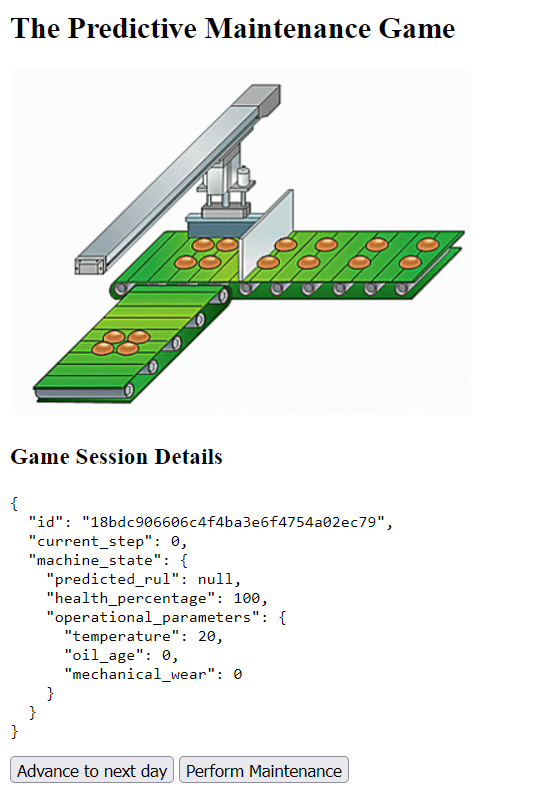 The Predictive Maintenance Game
Game Session Details
{
  "id": "18bdc906606c4f4ba3e6f4754a02ec79",
  "current_step": 0,
  "machine_state": {
    "predicted_rul": null,
    "health_percentage": 100,
    "operational_parameters": {
      "temperature": 20,
      "oil_age": 0,
      "mechanical_wear": 0
    }
  }
}
Advance to next day Perform Maintenance